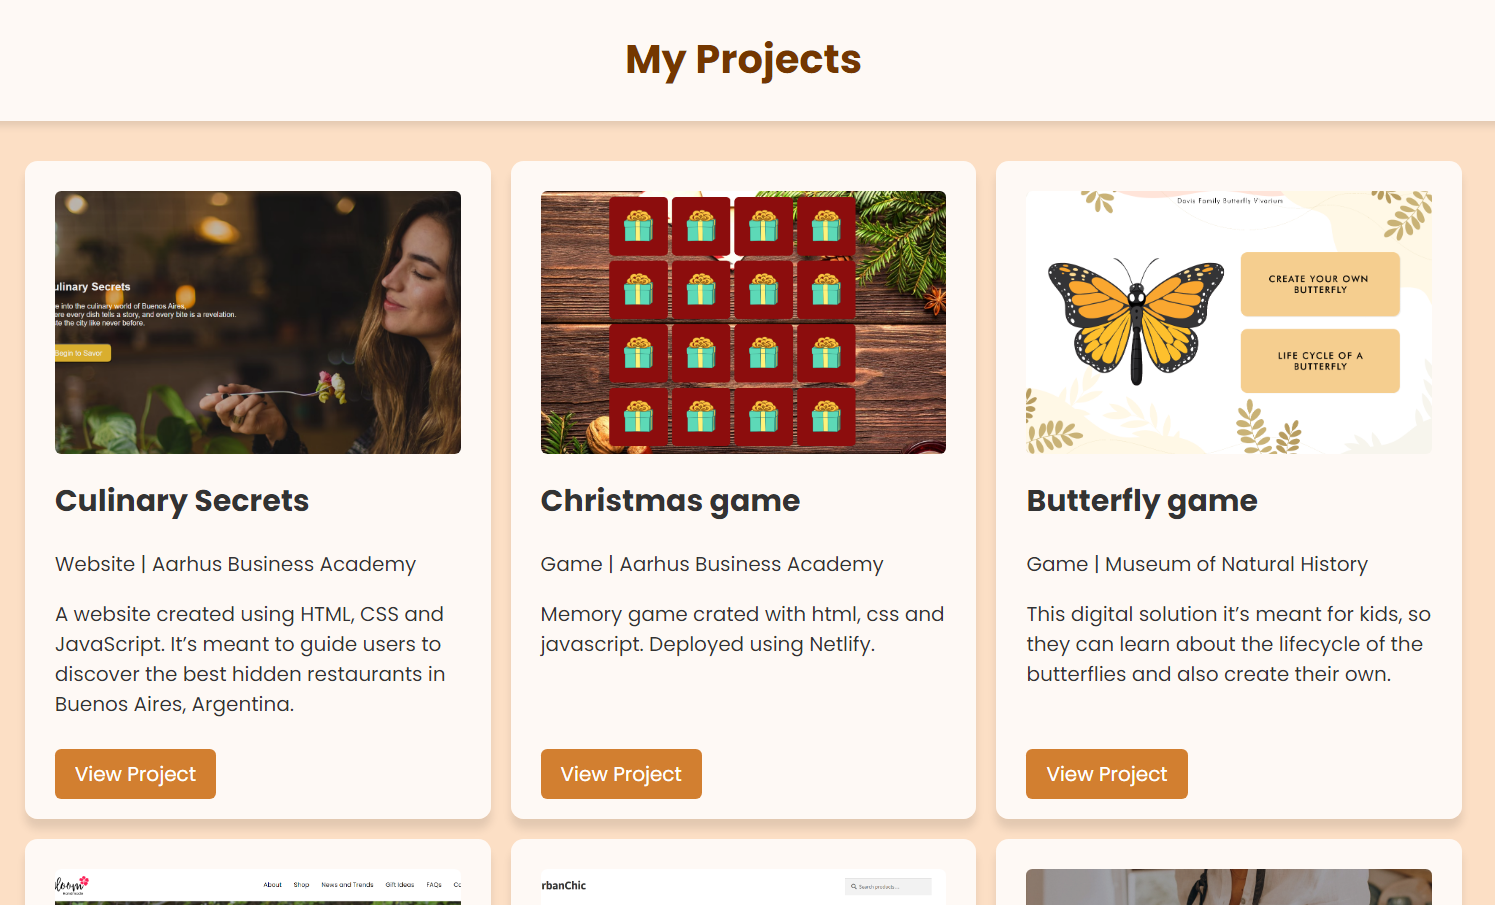 My Projects
ulinary Secrets
e into the culinary world of Buenos Aires,
ere every dish tells a story, and every bite is a revelation.
te the city like never before.
Begin to Savor
Culinary Secrets
Website | Aarhus Business Academy
A website created using HTML, CSS and
JavaScript. It’s meant to guide users to
discover the best hidden restaurants in
Buenos Aires, Argentina.
View Project
Christmas game
Game | Aarhus Business Academy
Memory game crated with html, css and
javascript. Deployed using Netlify.
View Project
Davis Family Butterfly Vivarium
CREATE YOUR OWN
BUTTERFLY
LIFE CYCLE OF A
BUTTERFLY
Butterfly game
Game | Museum of Natural History
This digital solution it’s meant for kids, so
they can learn about the lifecycle of the
butterflies and also create their own.
View Project
loom
About Shop News and Trends Gift Ideas FAQs Co
rbanChic
Search products...